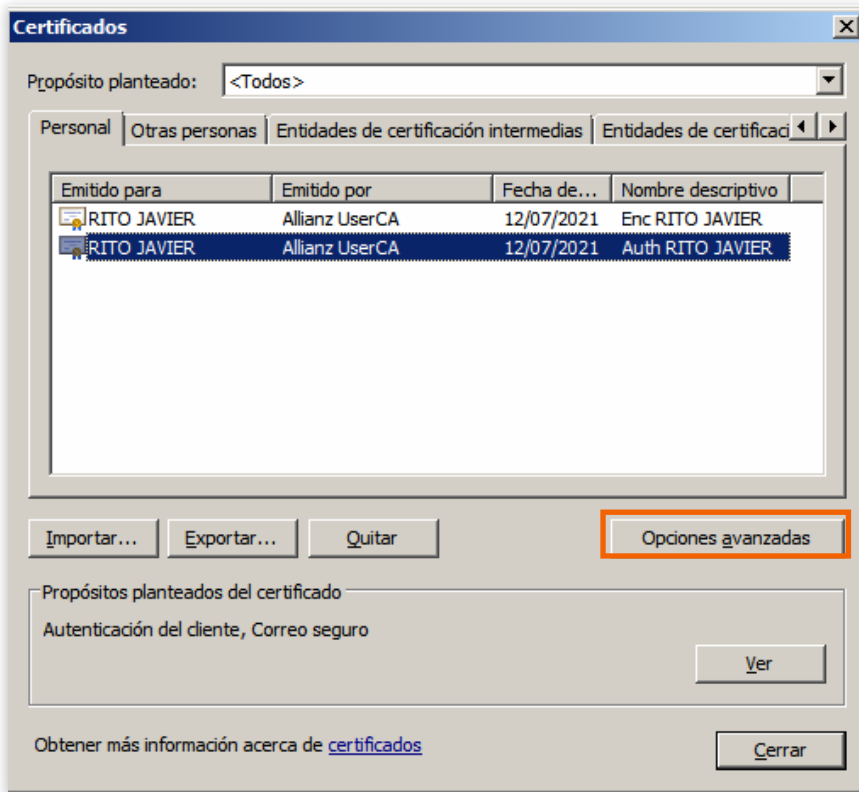 Certificados
Propósito planteado: <Todos>
Personal Otras personas Entidades de certificación intermedias Entidades de certificaci
Emitido para Emitido por Fecha de... Nombre descriptivo
RITO JAVIER Allianz UserCA 12/07/2021 Enc RITO JAVIER
RITO JAVIER Allianz UserCA 12/07/2021 Auth RITO JAVIER
Importar... Exportar... Quitar Opciones avanzadas
Propósitos planteados del certificado
Autenticación del cliente, Correo seguro
Ver
Obtener más información acerca de certificados
Cerrar